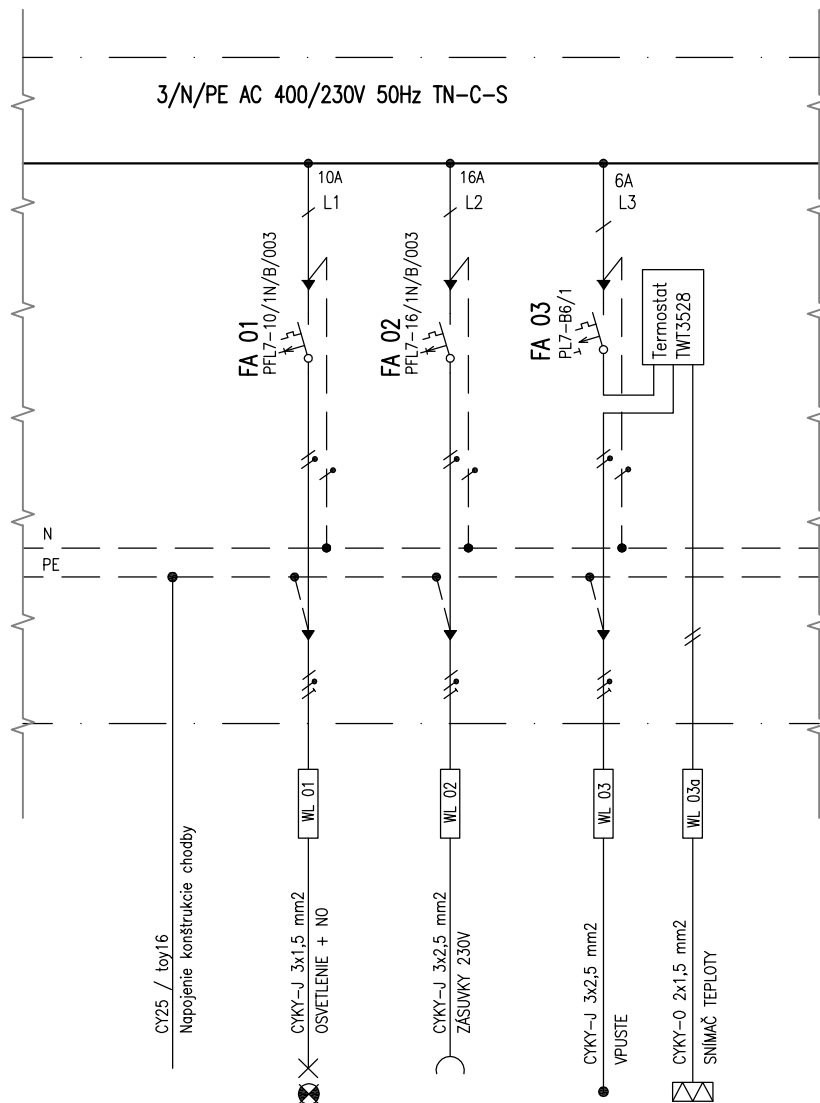 3/N/PE AC 400/230V 50Hz TN-C-S
10A
L1
16A
L2
6A
L3
FA 01
PFL7-10/1N/B/003
FA 02
PFL7-16/1N/B/003
FA 03
PL7-B6/1
Termostat
TWT3528
N
PE
WL 01
WL 02
WL 03
WL 03a
CY25 / toy16
Napojenie konštrukcie chodby
CYKY-J 3x1,5 mm2
OSVETLENIE + NO
CYKY-J 3x2,5 mm2
ZÁSUVKY 230V
CYKY-J 3x2,5 mm2
VPUSTE
CYKY-O 2x1,5 mm2
SNÍMAČ TEPLOTY